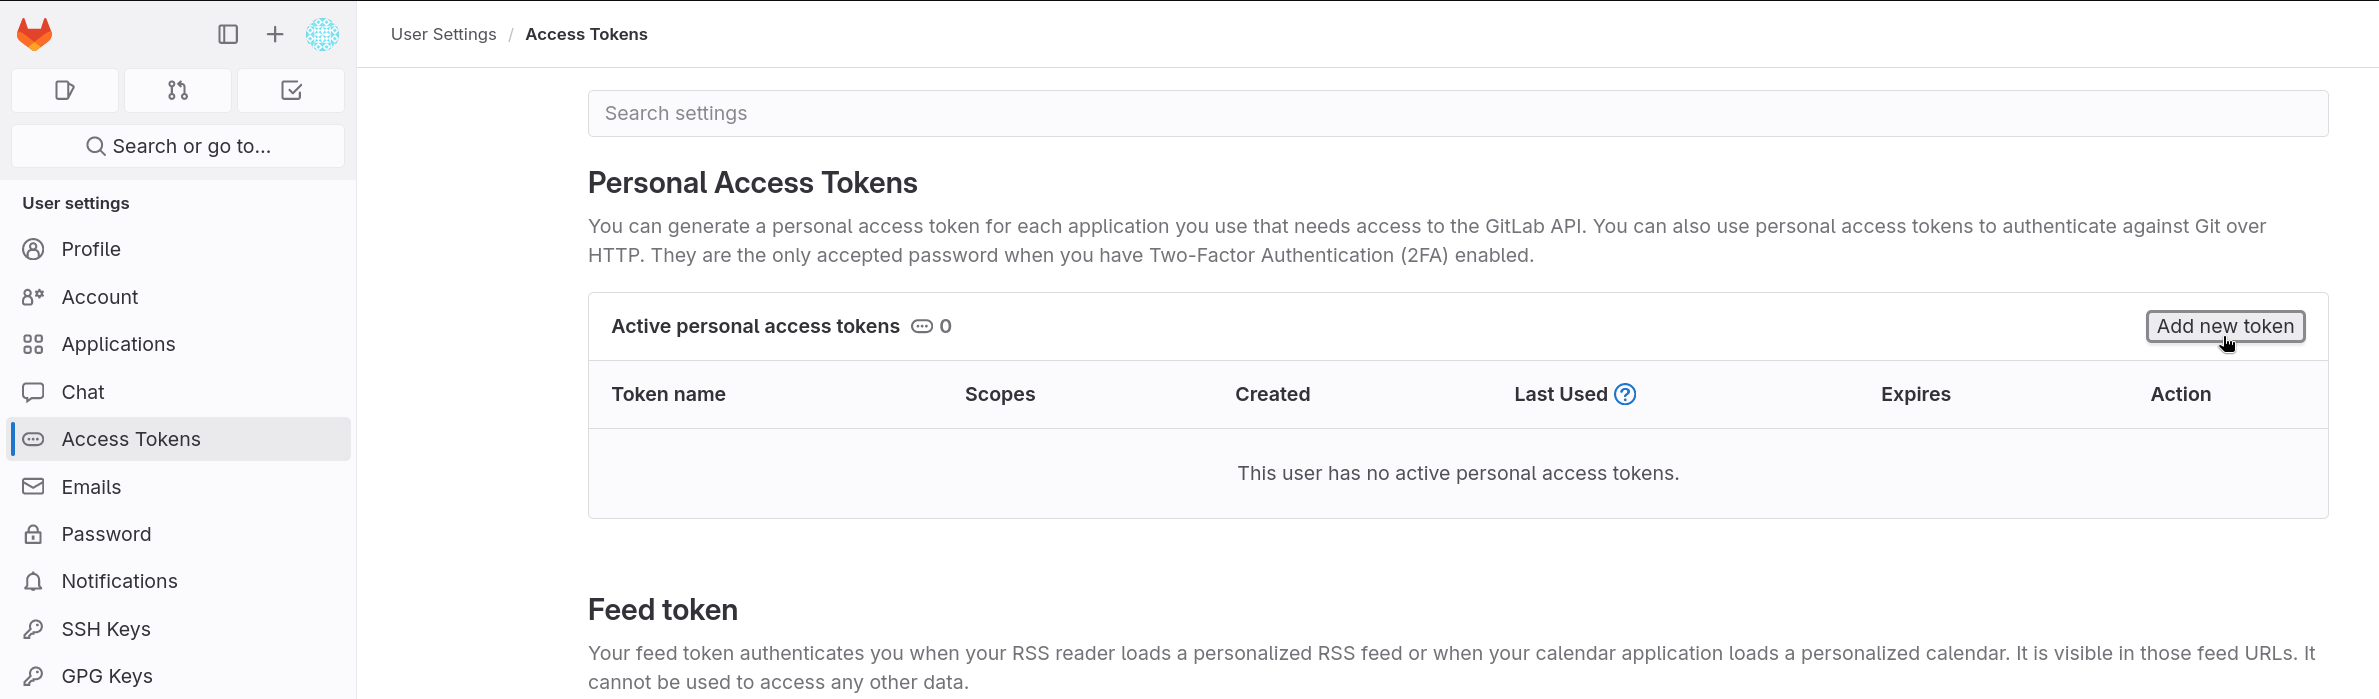 User Settings / Access Tokens
Search or go to...
User settings
Profile
Account
Applications
Chat
Access Tokens
Emails
Password
Notifications
SSH Keys
GPG Keys
Search settings
Personal Access Tokens
You can generate a personal access token for each application you use that needs access to the GitLab API. You can also use personal access tokens to authenticate against Git over
HTTP. They are the only accepted password when you have Two-Factor Authentication (2FA) enabled.
Active personal access tokens 0
Add new token
Token name Scopes Created Last Used ? Expires Action
This user has no active personal access tokens.
Feed token
Your feed token authenticates you when your RSS reader loads a personalized RSS feed or when your calendar application loads a personalized calendar. It is visible in those feed URLs. It
cannot be used to access any other data.